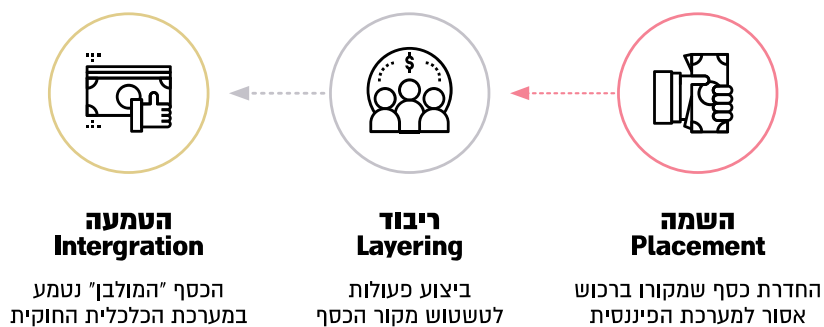 השמה
Placement
החדרת כסף שמקורו ברכוש
אסור למערכת הפיננסית
ריבוד
Layering
ביצוע פעולות
לטשטוש מקור הכסף
הטמעה
Intergration
הכסף "המולבן" נטמע
במערכת הכלכלית החוקית
$